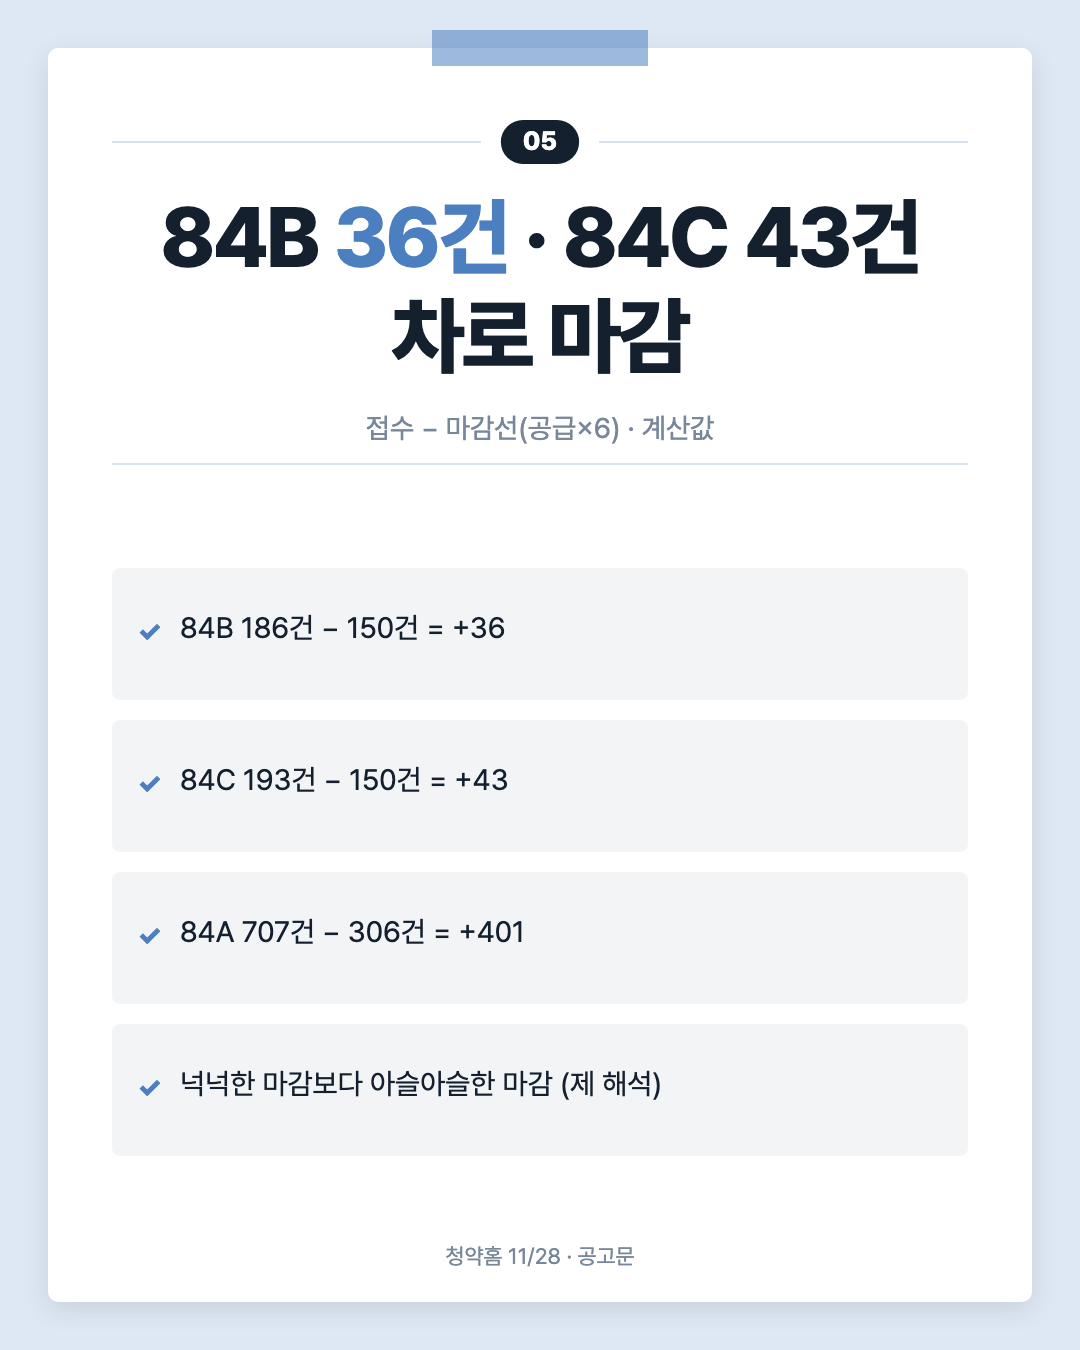 05
84B 36건 · 84C 43건
차로 마감
접수 – 마감선(공급×6) · 계산값
84B 186건 – 150건 = +36
84C 193건 – 150건 = +43
84A 707건 – 306건 = +401
넉넉한 마감보다 아슬아슬한 마감 (제 해석)
청약홈 11/28 · 공고문